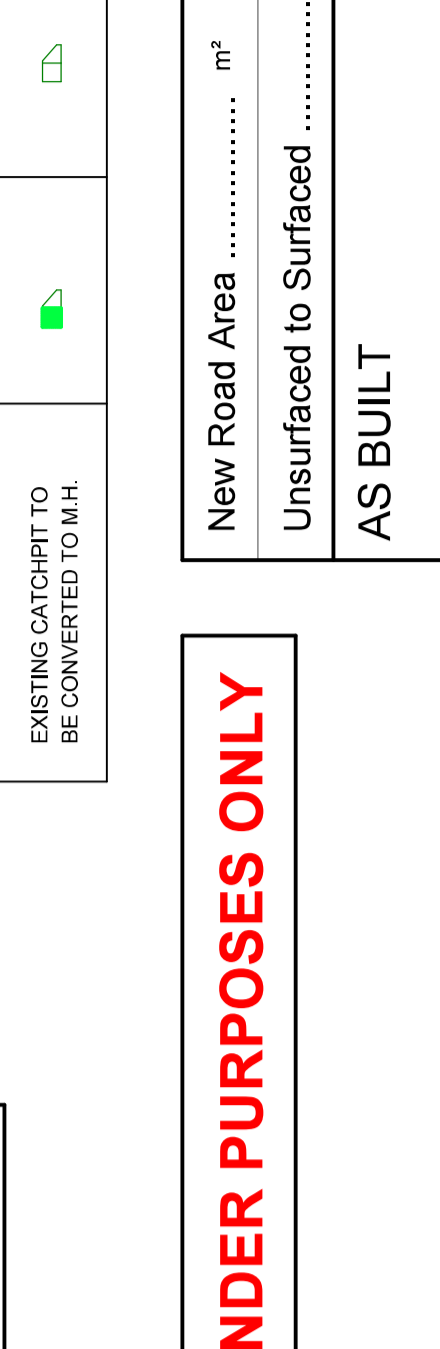 EXISTING CATCHPIT TO
BE CONVERTED TO M.H.
New Road Area ................ m²
Unsurfaced to Surfaced ..............
AS BUILT
NDER PURPOSES ONLY